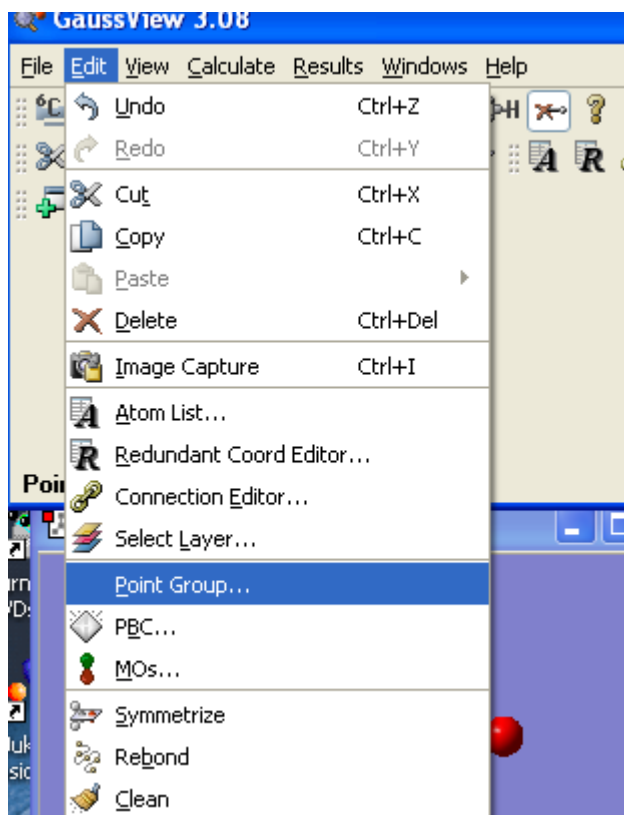 GaussView 3.08
File Edit View Calculate Results Windows Help
Undo Ctrl+Z
Redo Ctrl+Y
Cut Ctrl+X
Copy Ctrl+C
Paste
Delete Ctrl+Del
Image Capture Ctrl+I
Atom List...
Redundant Coord Editor...
Connection Editor...
Select Layer...
Point Group...
PBC...
MOs...
Symmetrize
Rebond
Clean